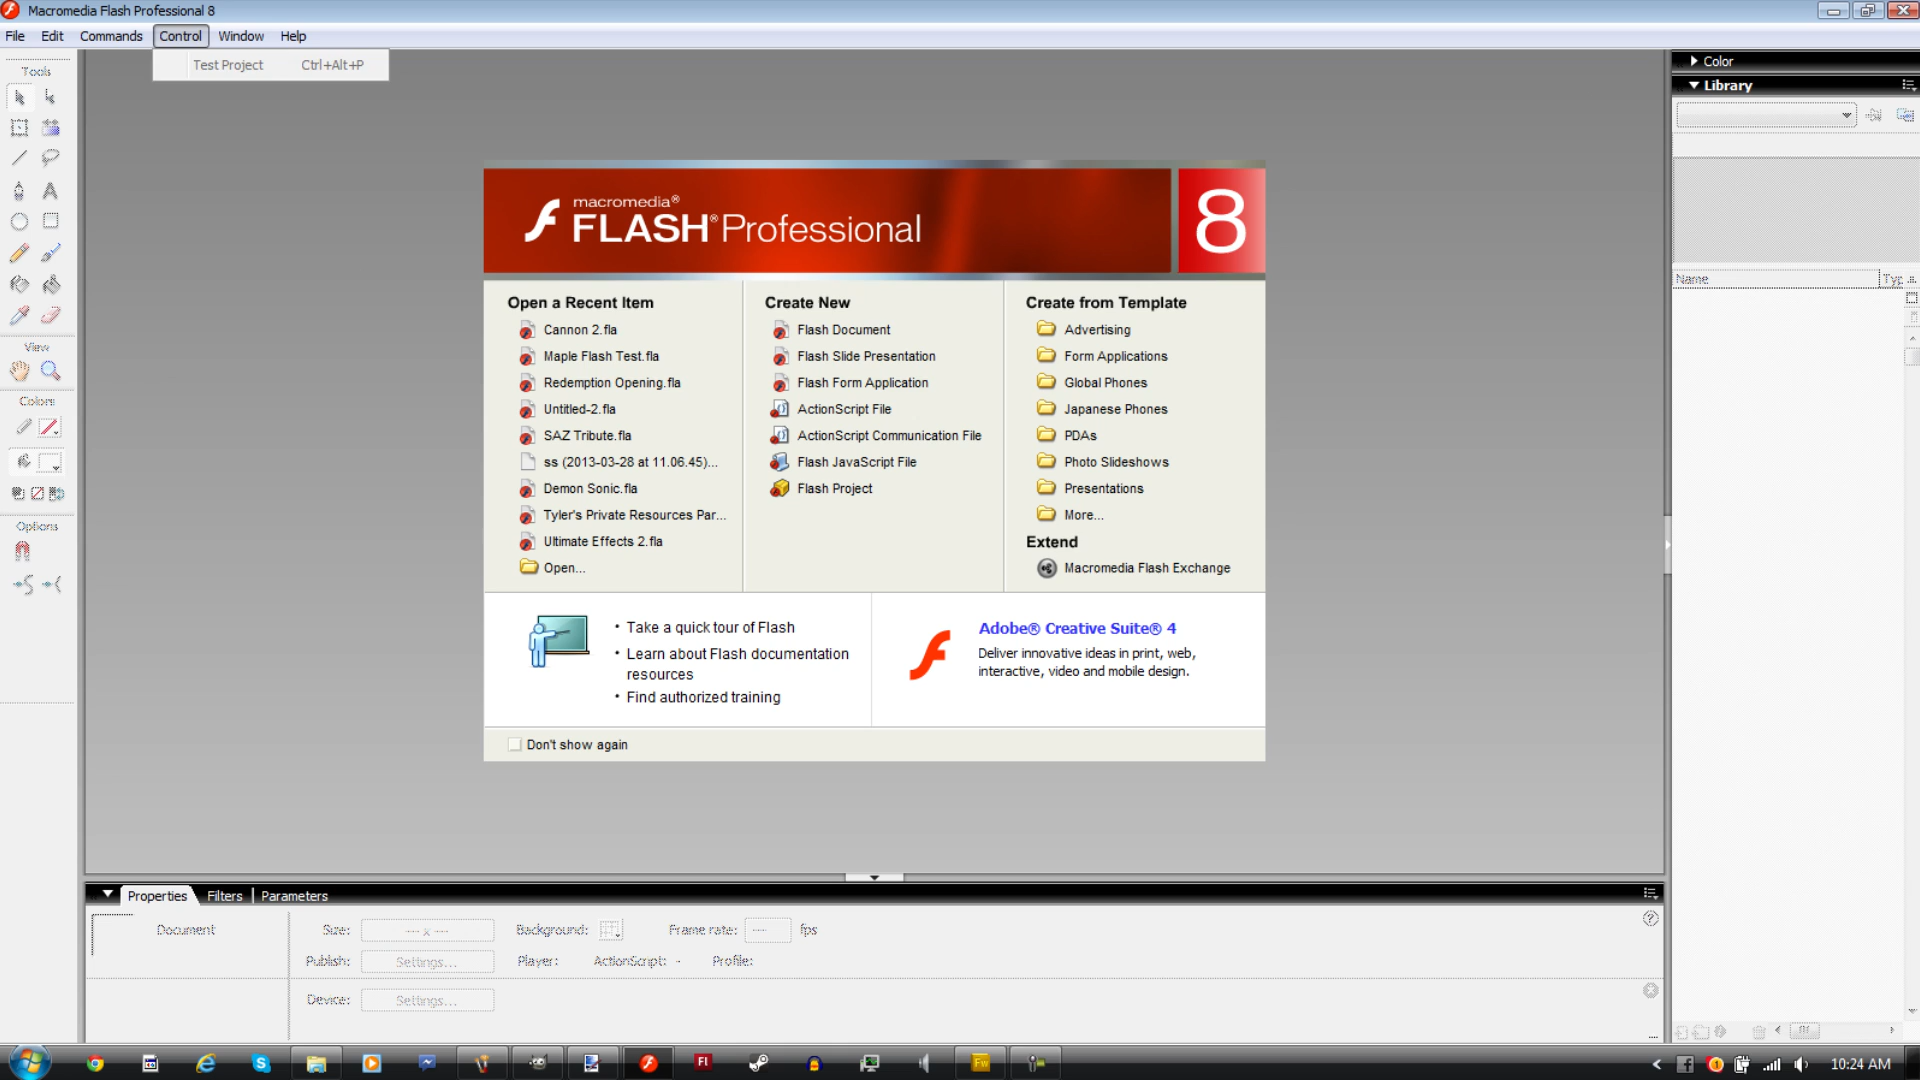 Macromedia Flash Professional 8
File Edit Commands Control Window Help
Test Project Ctrl+Alt+P
Tools
View
Colors
Options
Color
Library
Name Typ
macromedia®
FLASH® Professional
8
Open a Recent Item
Cannon 2.fla
Maple Flash Test.fla
Redemption Opening.fla
Untitled-2.fla
SAZ Tribute.fla
ss (2013-03-28 at 11.06.45)...
Demon Sonic.fla
Tyler's Private Resources Par...
Ultimate Effects 2.fla
Open...
Create New
Flash Document
Flash Slide Presentation
Flash Form Application
ActionScript File
ActionScript Communication File
Flash JavaScript File
Flash Project
Create from Template
Advertising
Form Applications
Global Phones
Japanese Phones
PDAs
Photo Slideshows
Presentations
More...
Extend
Macromedia Flash Exchange
• Take a quick tour of Flash
• Learn about Flash documentation
resources
• Find authorized training
Adobe® Creative Suite® 4
Deliver innovative ideas in print, web,
interactive, video and mobile design.
Don't show again
Properties Filters Parameters
Document
Size: --- x --- Background: Frame rate: --- fps
Publish: Settings... Player: ActionScript: - Profile:
Device: Settings...
Fl
Fw
10:24 AM